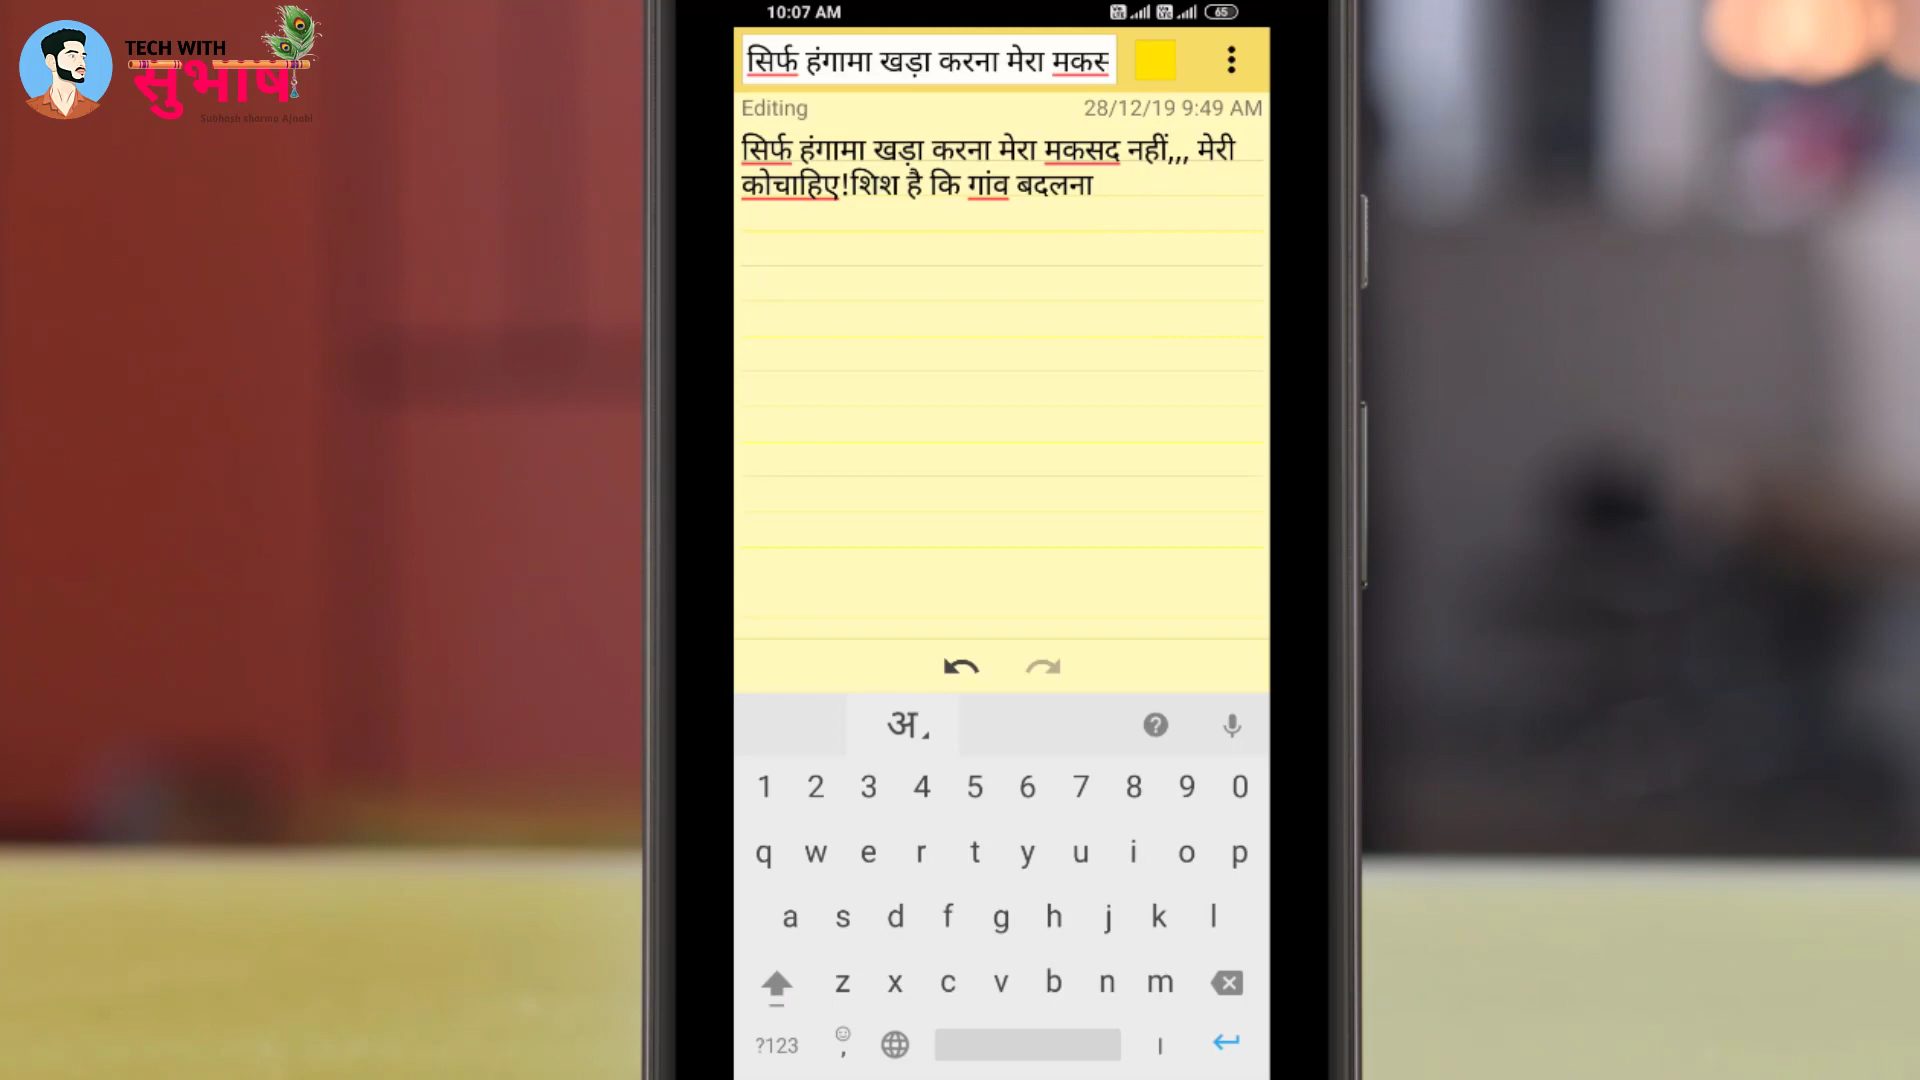 TECH WITH
सुभाष
Subhash sharma Ajnabi
10:07 AM
65
सिर्फ हंगामा खड़ा करना मेरा मकस
Editing 28/12/19 9:49 AM
सिर्फ हंगामा खड़ा करना मेरा मकसद नहीं,,, मेरी
कोचाहिए!शिश है कि गांव बदलना
अ
1 2 3 4 5 6 7 8 9 0
q w e r t y u i o p
a s d f g h j k l
z x c v b n m
?123 , |